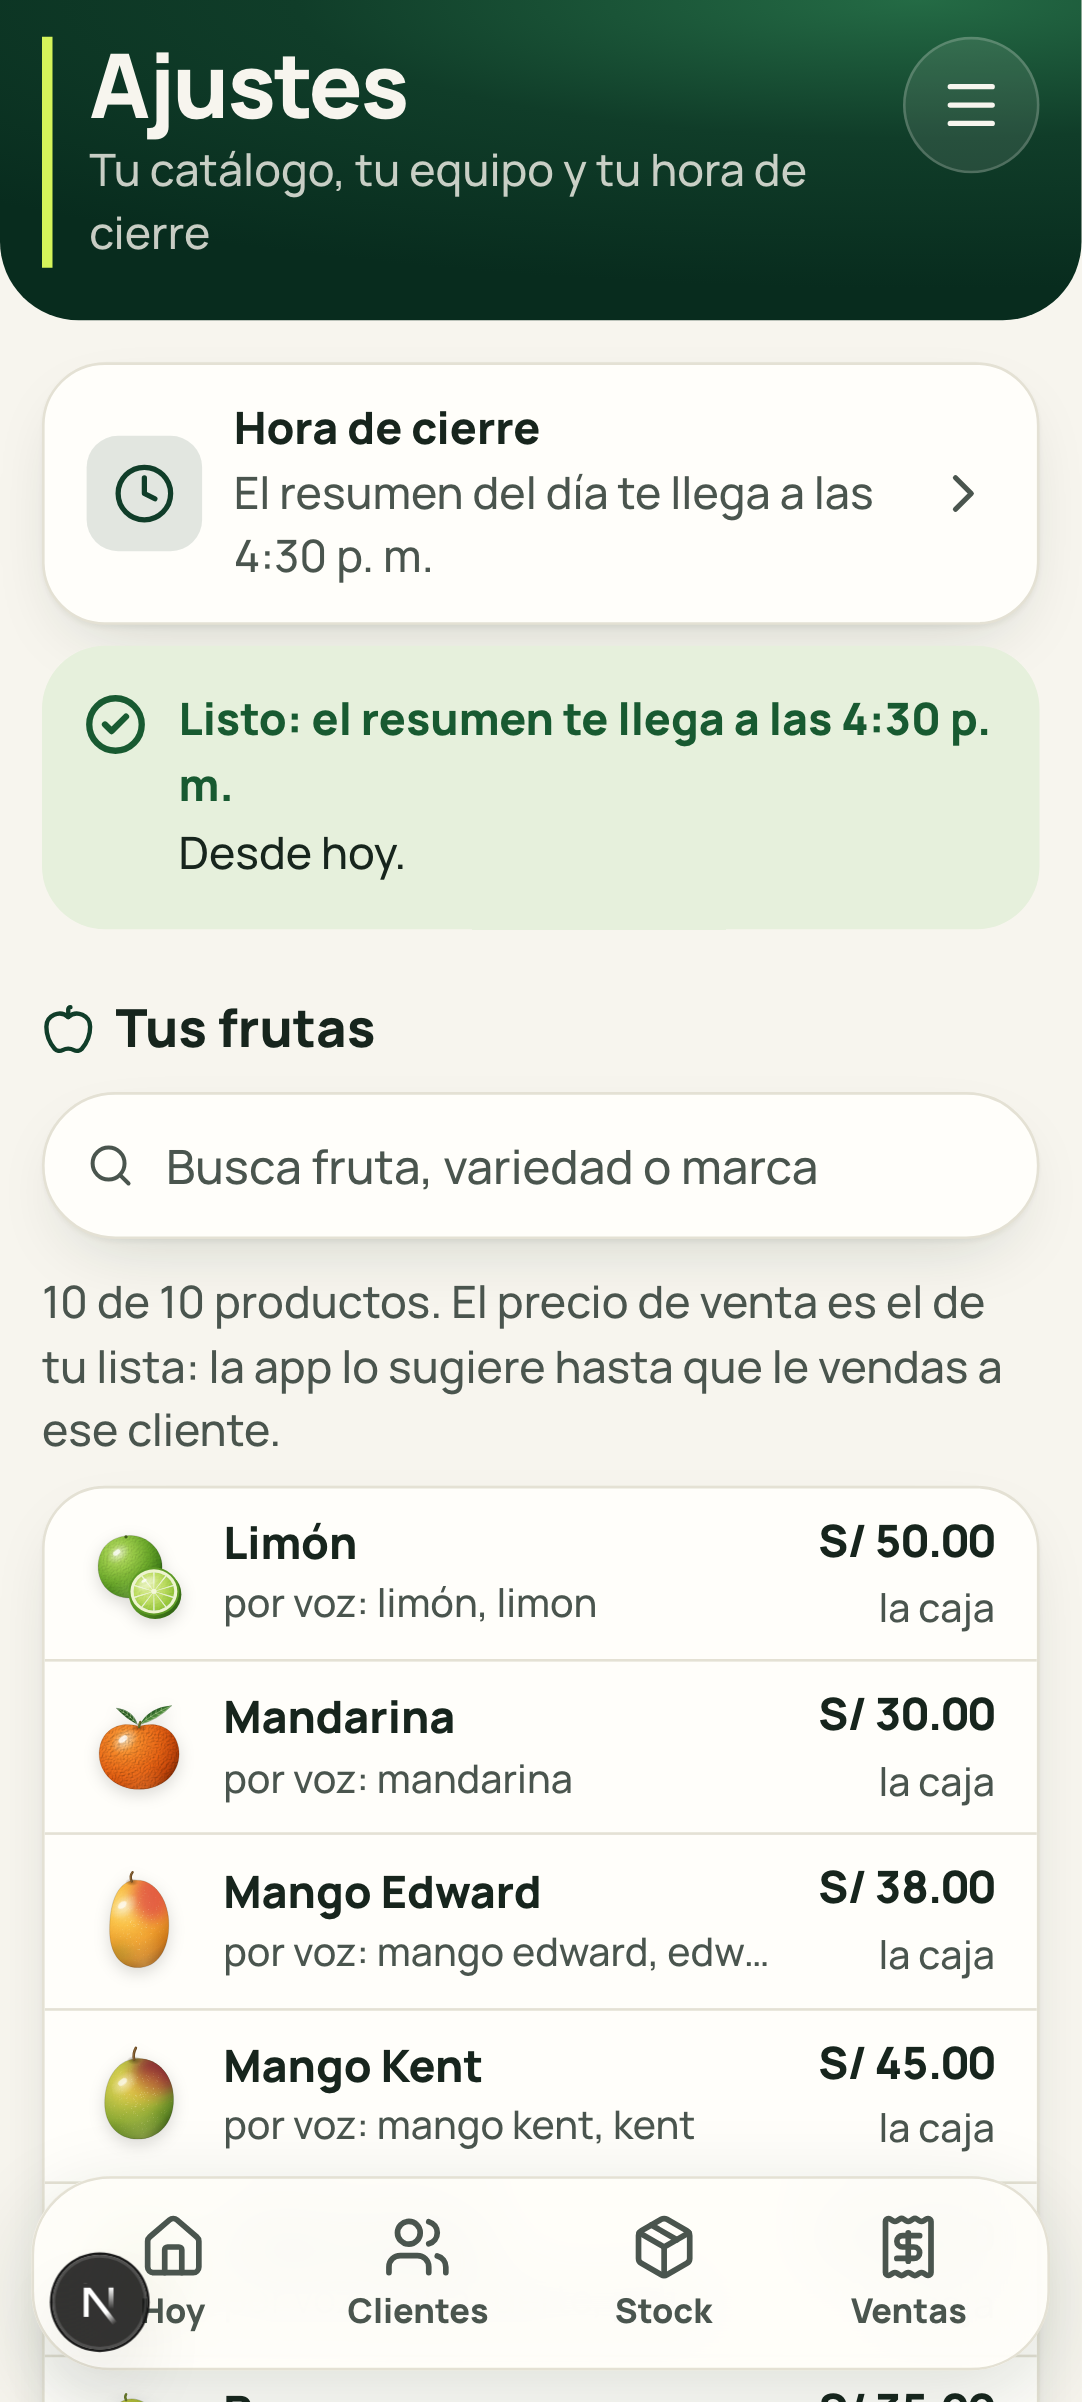 Ajustes
Tu catálogo, tu equipo y tu hora de
cierre
Hora de cierre
El resumen del día te llega a las
4:30 p. m.
Listo: el resumen te llega a las 4:30 p.
m.
Desde hoy.
Tus frutas
Busca fruta, variedad o marca
10 de 10 productos. El precio de venta es el de
tu lista: la app lo sugiere hasta que le vendas a
ese cliente.
Limón
S/ 50.00
por voz: limón, limon
la caja
Mandarina
S/ 30.00
por voz: mandarina
la caja
Mango Edward
S/ 38.00
por voz: mango edward, edw...
la caja
Mango Kent
S/ 45.00
por voz: mango kent, kent
la caja
N
Hoy
Clientes
Stock
Ventas